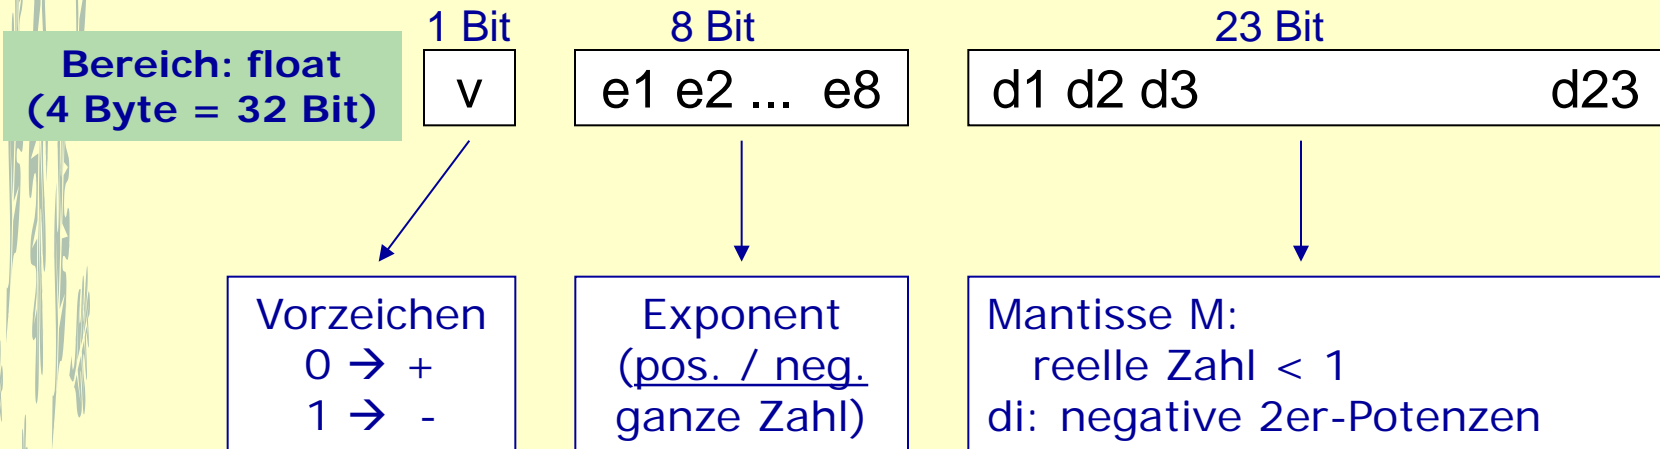 1 Bit 8 Bit 23 Bit
Bereich: float
(4 Byte = 32 Bit)
v e1 e2 ... e8 d1 d2 d3 d23
Vorzeichen
0 → +
1 → -
Exponent
(pos. / neg.
ganze Zahl)
Mantisse M:
reelle Zahl < 1
di: negative 2er-Potenzen